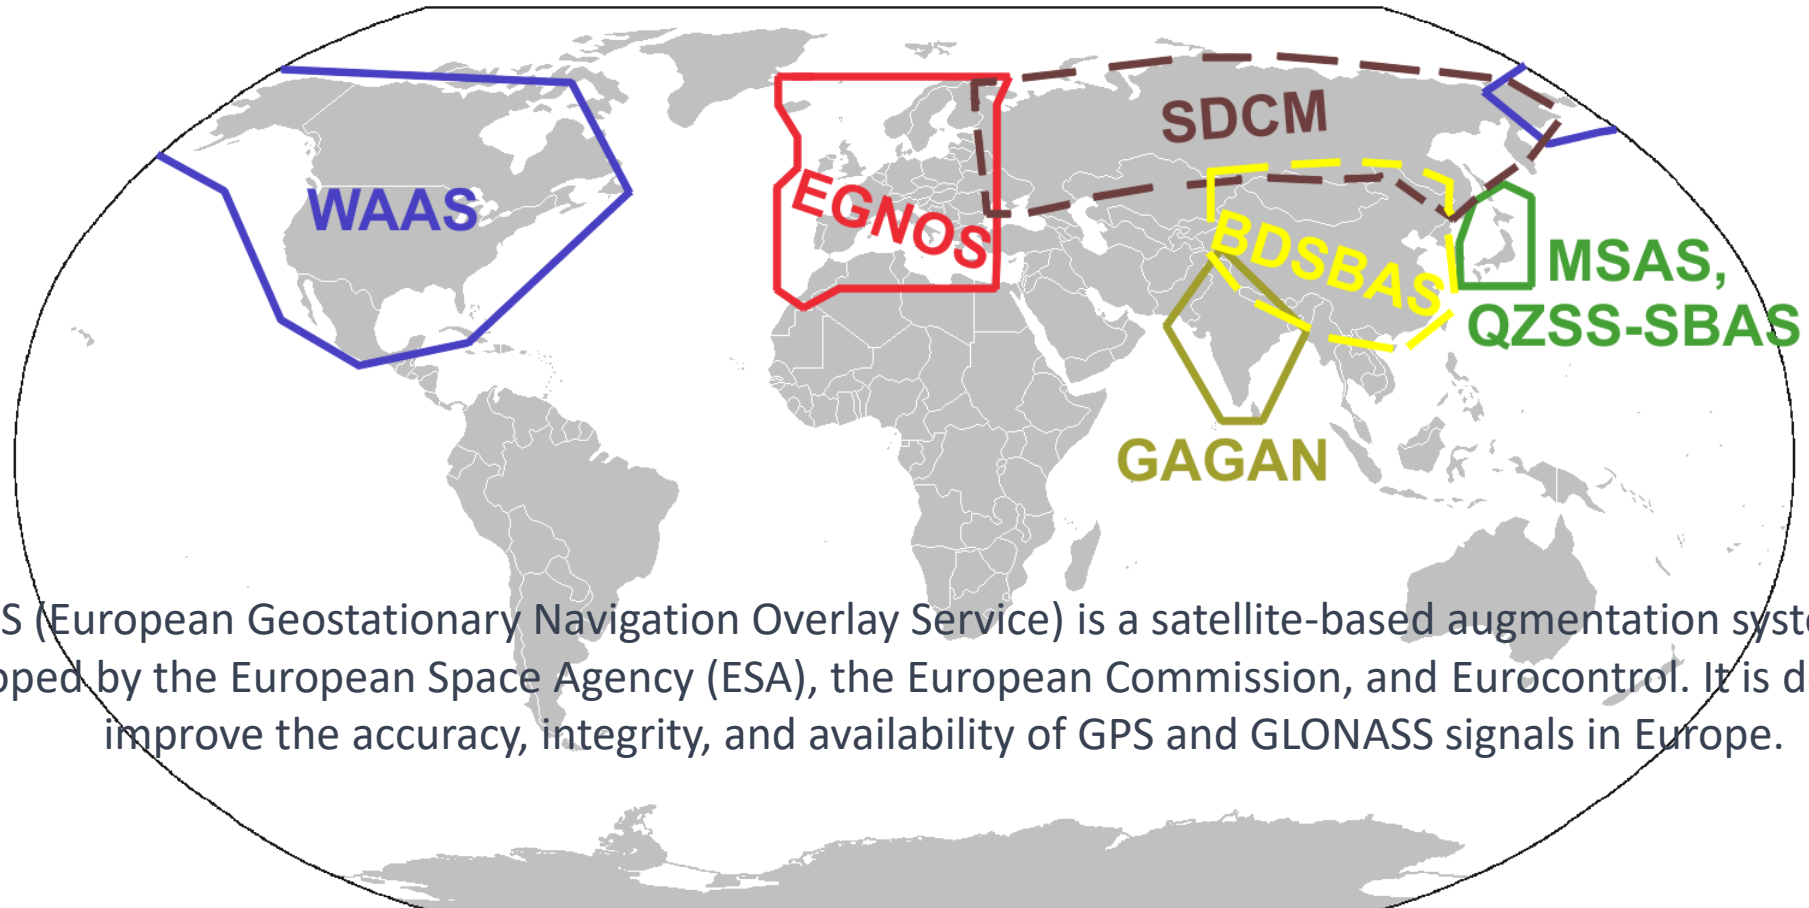 SDCM
WAAS
EGNOS
BDSBAS
MSAS,
QZSS-SBAS
GAGAN
S (European Geostationary Navigation Overlay Service) is a satellite-based augmentation
by the European Space Agency (ESA), the European Commission, and Eurocontrol. It is
improve the accuracy, integrity, and availability of GPS and GLONASS signals in Europe.